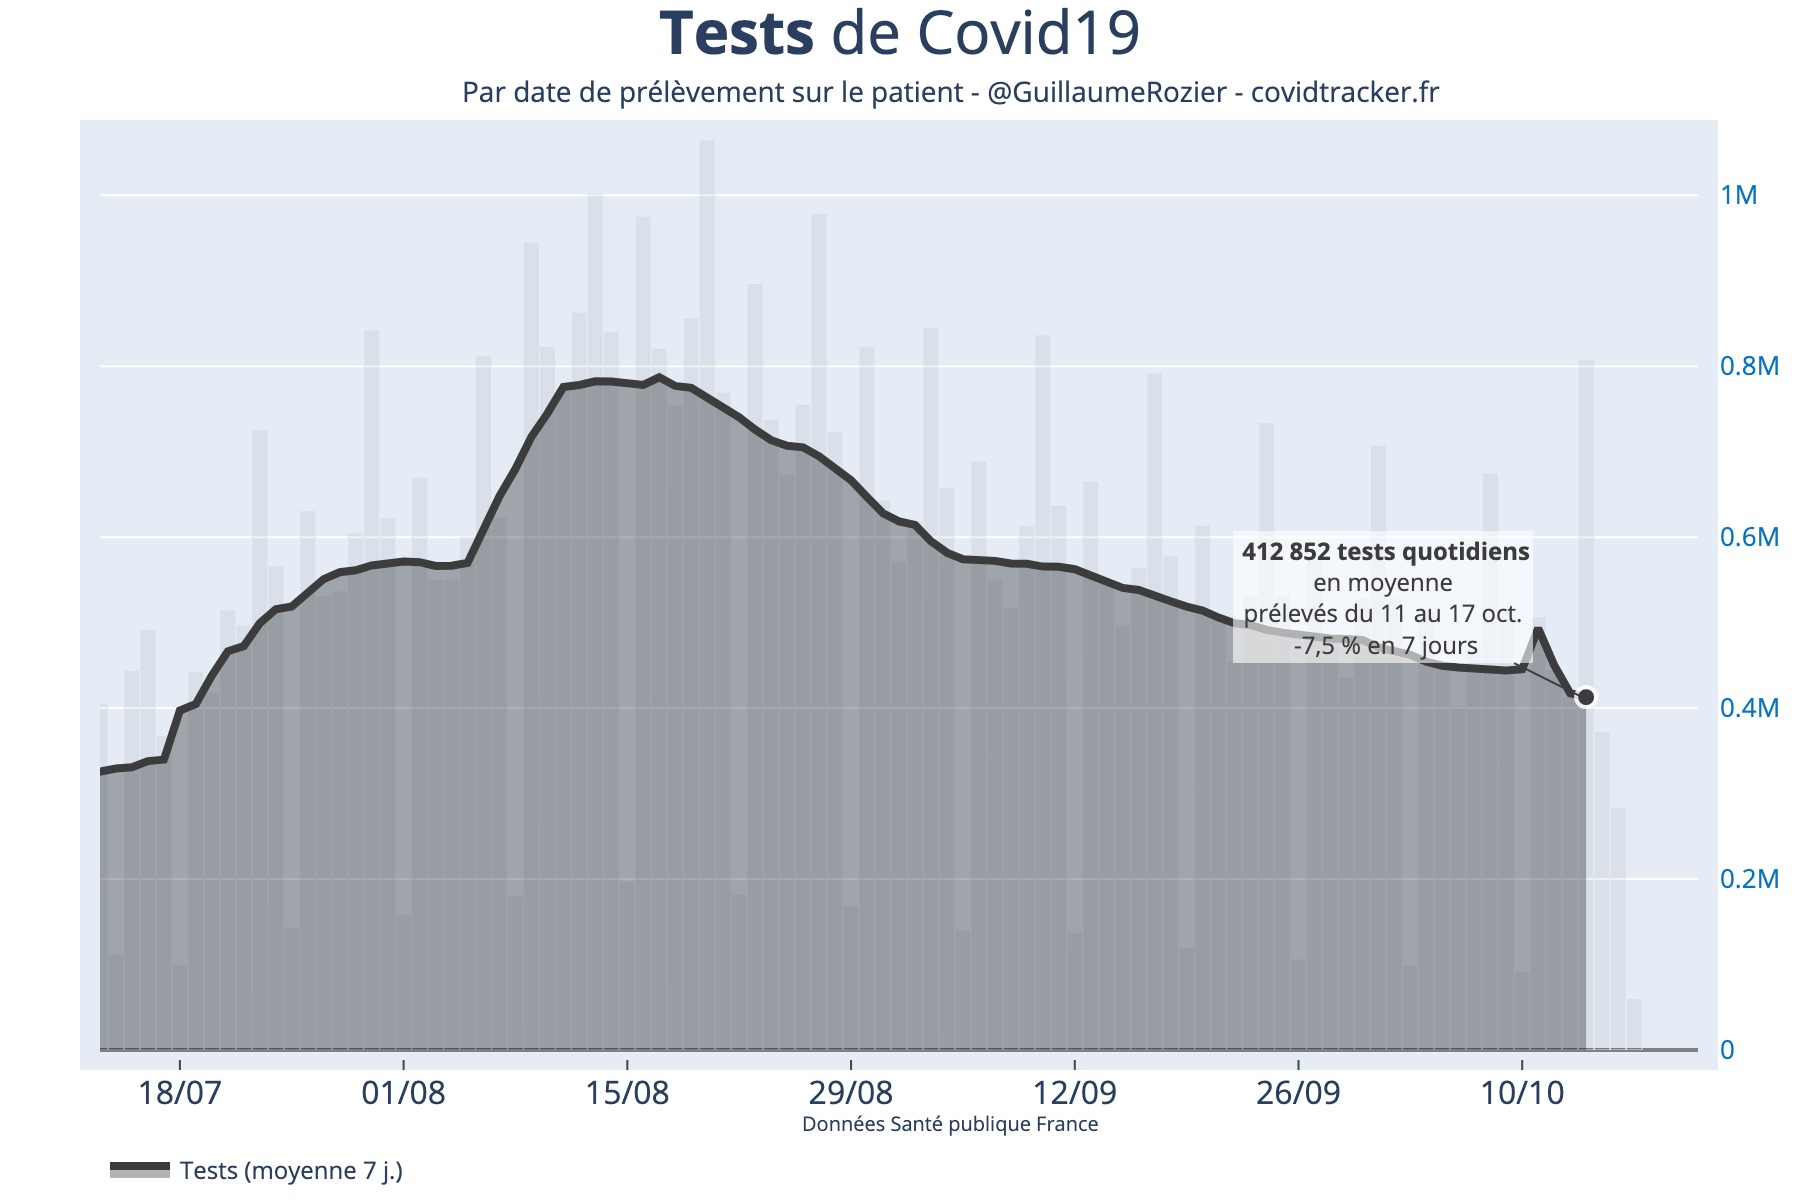 Tests de Covid19
Par date de prélèvement sur le patient - @GuillaumeRozier - covidtracker.fr
1M
0.8M
0.6M
412 852 tests quotidiens
en moyenne
prélevés du 11 au 17 oct.
-7,5 % en 7 jours
0.4M
0.2M
0
18/07 01/08 15/08 29/08 12/09 26/09 10/10
Données Santé publique France
Tests (moyenne 7 j.)